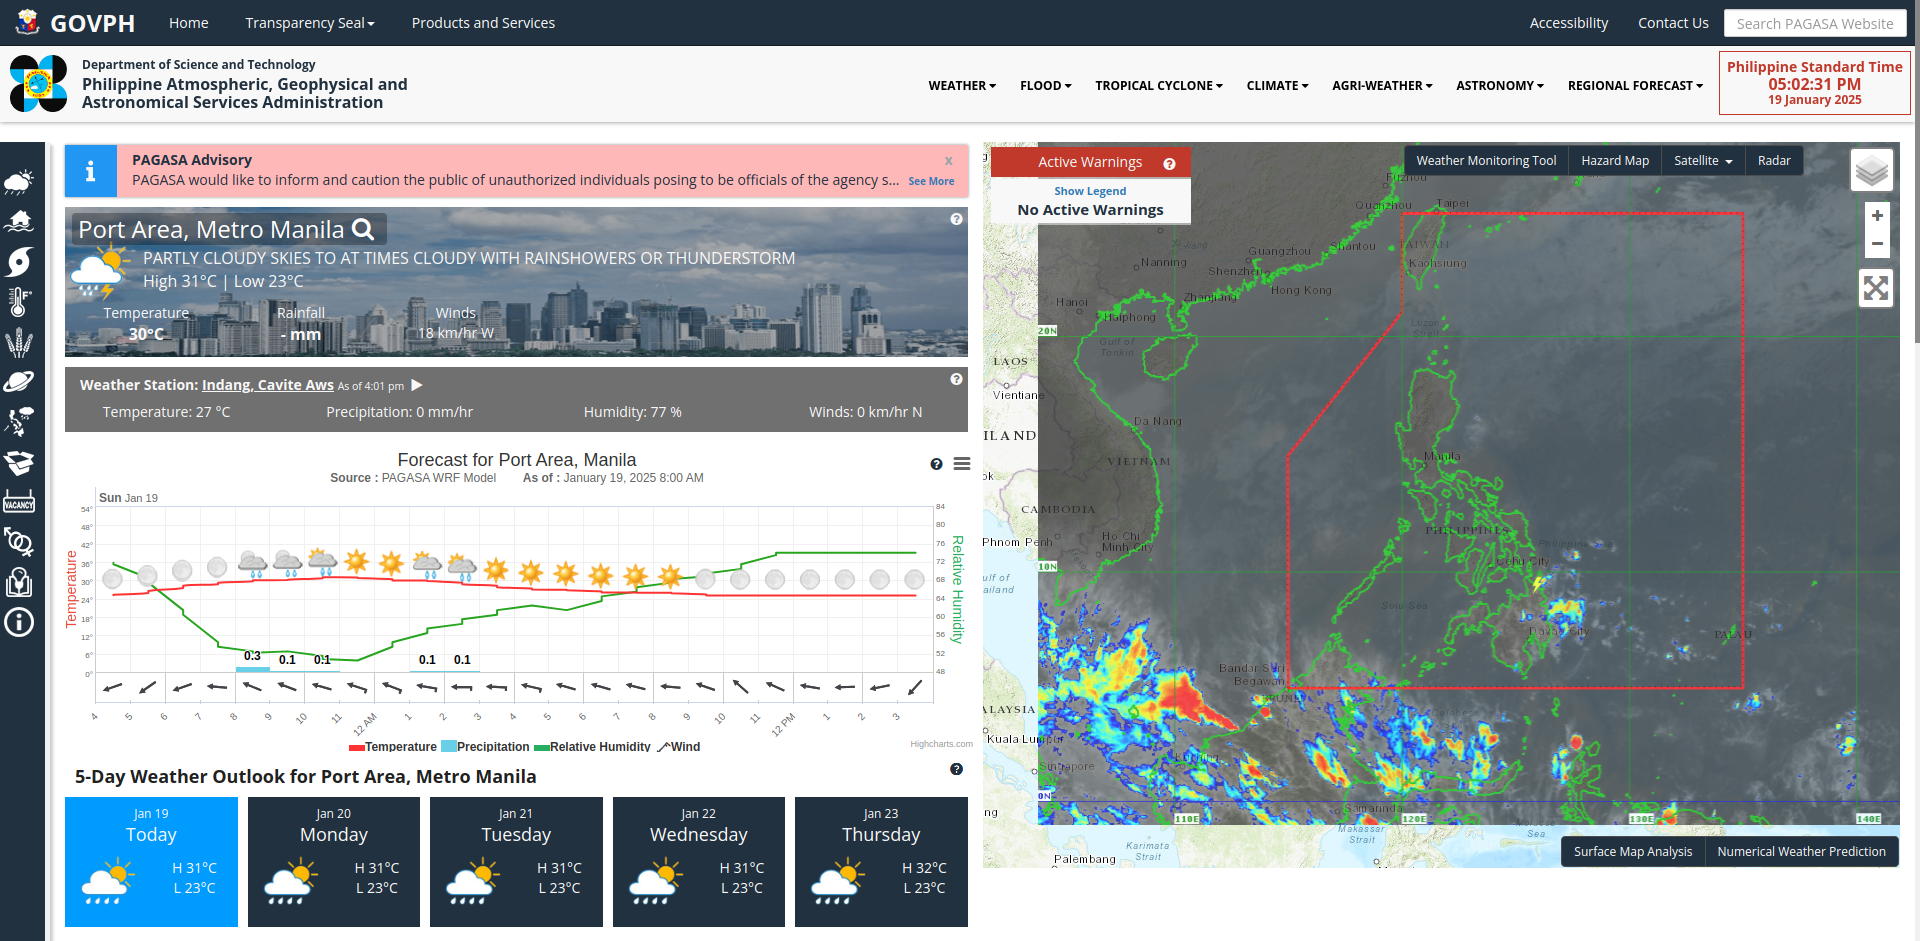 GOVPH
Home
Transparency Seal
Products and Services
Accessibility
Contact Us
Search PAGASA Website
Department of Science and Technology
Philippine Atmospheric, Geophysical and
Astronomical Services Administration
WEATHER
FLOOD
TROPICAL CYCLONE
CLIMATE
AGRI-WEATHER
ASTRONOMY
REGIONAL FORECAST
Philippine Standard Time
05:02:31 PM
19 January 2025
VACANCY
PAGASA Advisory
x
PAGASA would like to inform and caution the public of unauthorized individuals posing to be officials of the agency s... See More
Port Area, Metro Manila
PARTLY CLOUDY SKIES TO AT TIMES CLOUDY WITH RAINSHOWERS OR THUNDERSTORM
High 31°C | Low 23°C
Temperature Rainfall Winds
30°C - mm 18 km/hr W
Weather Station: Indang, Cavite Aws As of 4:01 pm
Temperature: 27 °C Precipitation: 0 mm/hr Humidity: 77 % Winds: 0 km/hr N
Forecast for Port Area, Manila
Source : PAGASA WRF Model As of : January 19, 2025 8:00 AM
Sun Jan 19
54° 48° 42° 36° 30° 24° 18° 12° 6° 0°
Temperature
84 80 76 72 68 64 60 56 52 48
Relative Humidity
0.3 0.1 0.1 0.1 0.1
4 5 6 7 8 9 10 11 12 AM 1 2 3 4 5 6 7 8 9 10 11 12 PM 1 2 3
Temperature Precipitation Relative Humidity Wind
Highcharts.com
5-Day Weather Outlook for Port Area, Metro Manila
Jan 19
Today
H 31°C
L 23°C
Jan 20
Monday
H 31°C
L 23°C
Jan 21
Tuesday
H 31°C
L 23°C
Jan 22
Wednesday
H 31°C
L 23°C
Jan 23
Thursday
H 32°C
L 23°C
Active Warnings
Show Legend
No Active Warnings
Weather Monitoring Tool
Hazard Map
Satellite
Radar
+
−
Fuzhou
Quanzhou
Taipei
Guangzhou
Shantou
TAIWAN
Nanning
Shenzhen
Kaohsiung
Hanoi
Zhanjiang
Hong Kong
Haiphong
20N
Luzon
Strait
Gulf of
Tonkin
LAOS
Vientiane
Da Nang
ILAND
VIETNAM
Manila
ok
CAMBODIA
PHILIPPINES
Phnom Penh
Ho Chi
Minh City
Philippine
Cebu City
10N
ulf of
ailand
Sulu Sea
Davao City
PALAU
Bandar Seri
Begawan
BRUNEI
ALAYSIA
Kuala Lumpur
Kuching
Singapore
0N
ng
Samarinda
110E
120E
130E
140E
Makassar
Strait
Molucca
Sea
Karimata
Strait
Palembang
Surface Map Analysis
Numerical Weather Prediction